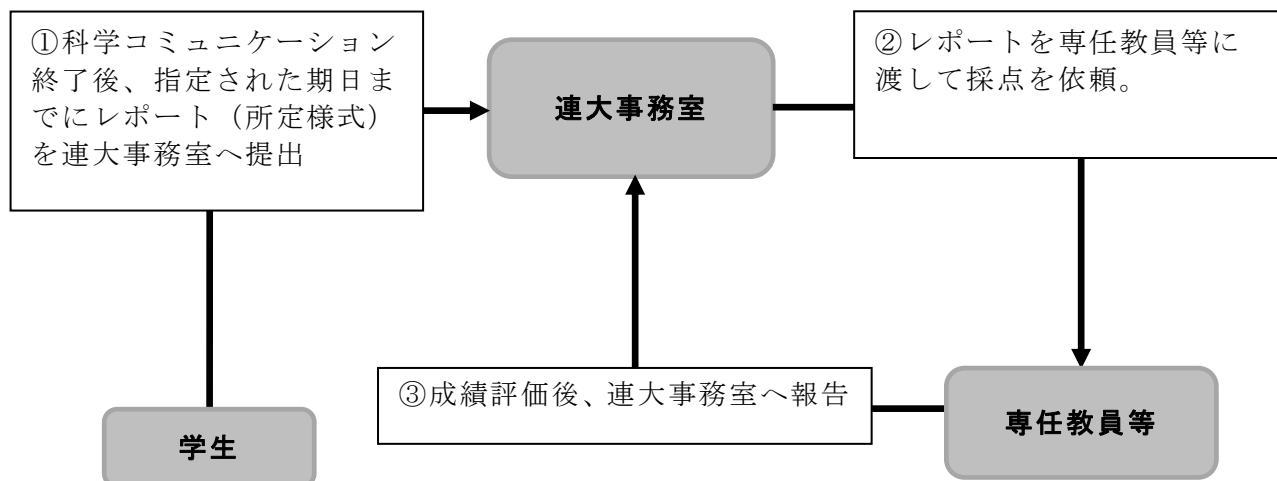 ①科学コミュニケーション
終了後、指定された期日ま
でにレポート（所定様式）
を連大事務室へ提出
連大事務室
②レポートを専任教員等に
渡して採点を依頼。
③成績評価後、連大事務室へ報告
専任教員等
学生